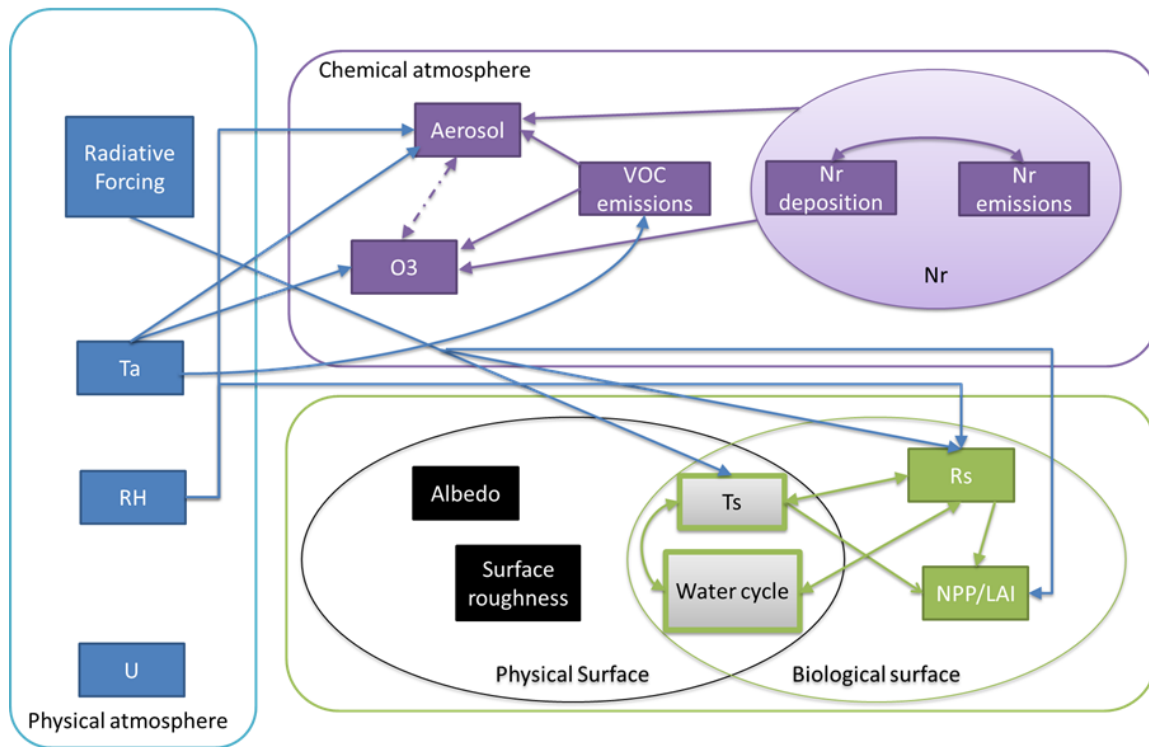 Chemical atmosphere
Radiative
Forcing
Aerosol
VOC
emissions
Nr
deposition
Nr
emissions
O3
Nr
Ta
RH
U
Physical atmosphere
Albedo
Surface
roughness
Ts
Water cycle
Rs
NPP/LAI
Physical Surface
Biological surface